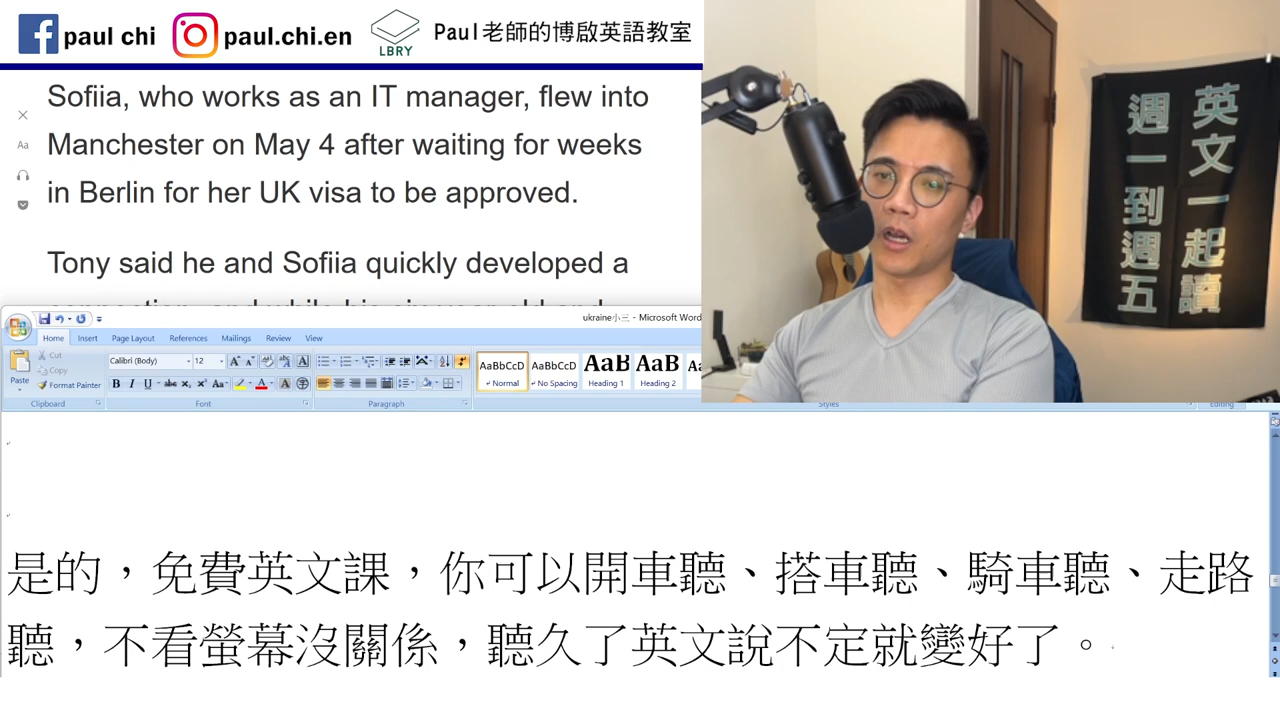 paul chi
paul.chi.en
LBRY
Paul老師的博啟英語教室
Sofiia, who works as an IT manager, flew into
Manchester on May 4 after waiting for weeks
in Berlin for her UK visa to be approved.
Tony said he and Sofiia quickly developed a
英文一起讀
週一到週五
ukraine小三 - Microsoft Word
Home Insert Page Layout References Mailings Review View
Paste
Cut
Copy
Format Painter
Calibri (Body) 12
AaBbCcD AaBbCcD AaBb AaB
Normal No Spacing Heading 1 Heading 2
Clipboard Font Paragraph Styles Editing
是的，免費英文課，你可以開車聽、搭車聽、騎車聽、走路
聽，不看螢幕沒關係，聽久了英文說不定就變好了。